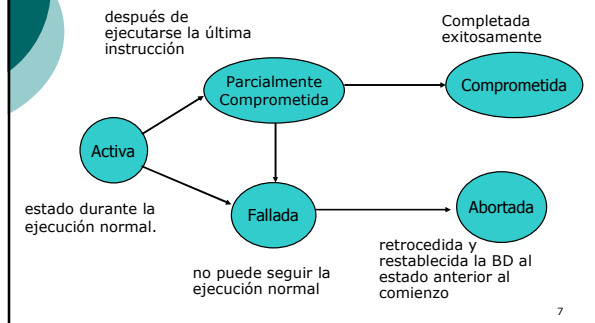 después de
ejecutarse la última
instrucción
Completada
exitosamente
Parcialmente
Comprometida
Comprometida
Activa
estado durante la
ejecución normal.
Fallada
Abortada
no puede seguir la
ejecución normal
retrocedida y
restablecida la BD al
estado anterior al
comienzo
7